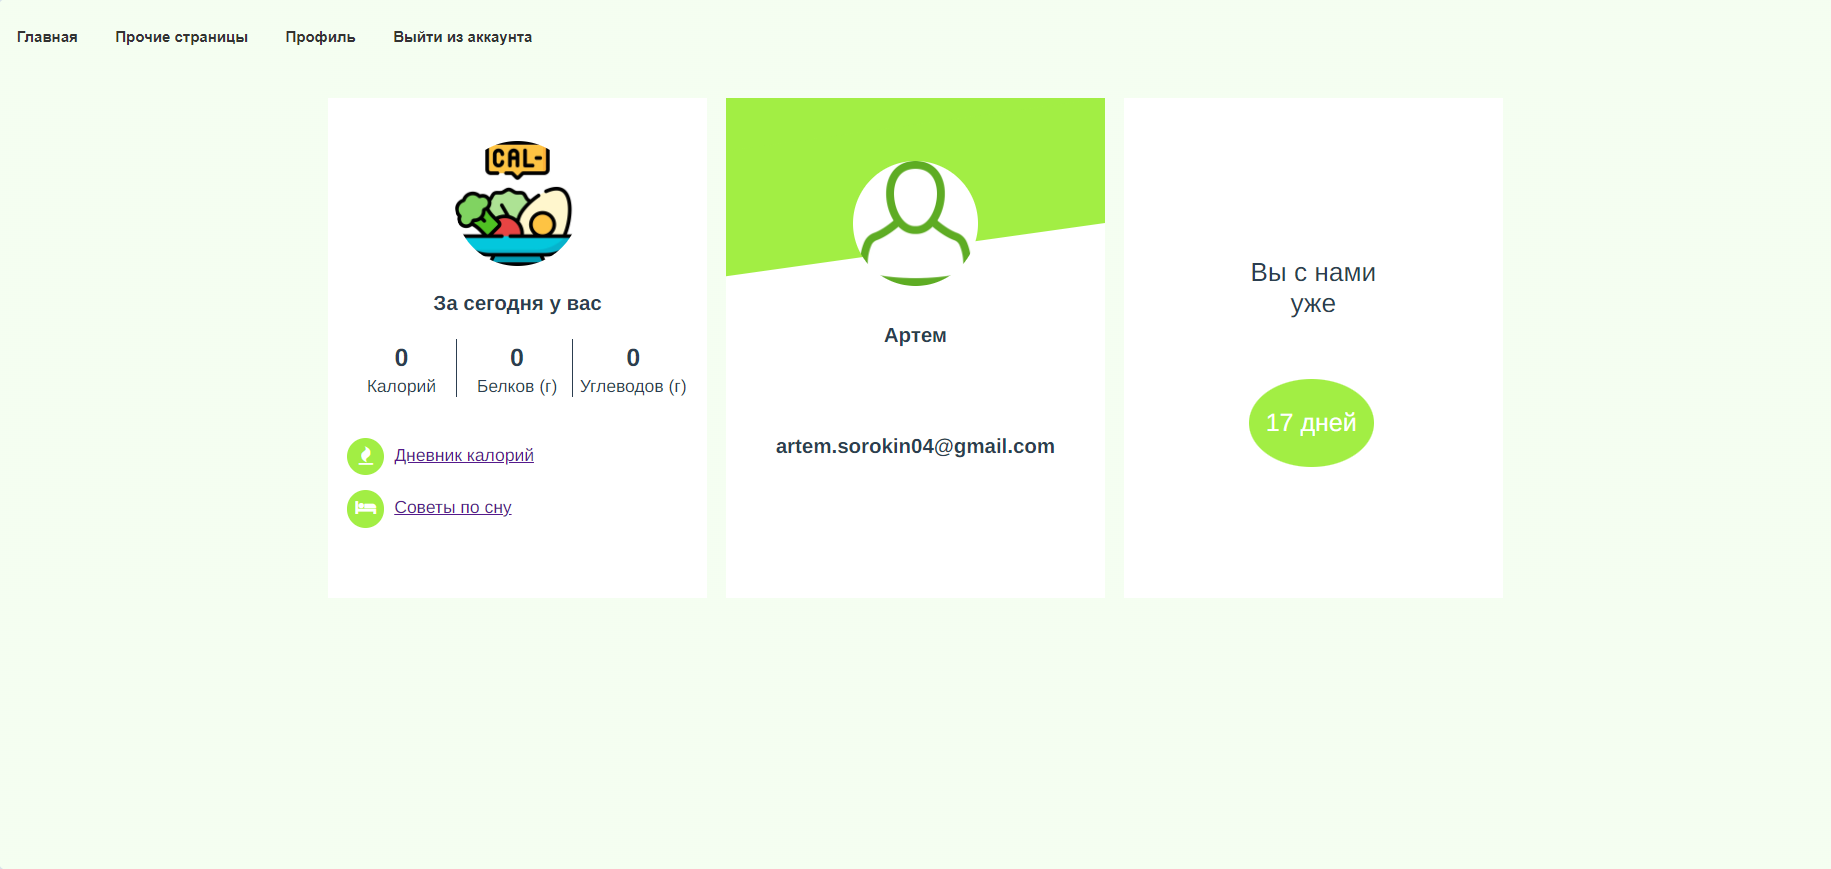 Главная Прочие страницы Профиль Выйти из аккаунта
CAL-
За сегодня у вас
0 0 0
Калорий Белков (г) Углеводов (г)
Дневник калорий
Советы по сну
Артем
artem.sorokin04@gmail.com
Вы с нами
уже
17 дней